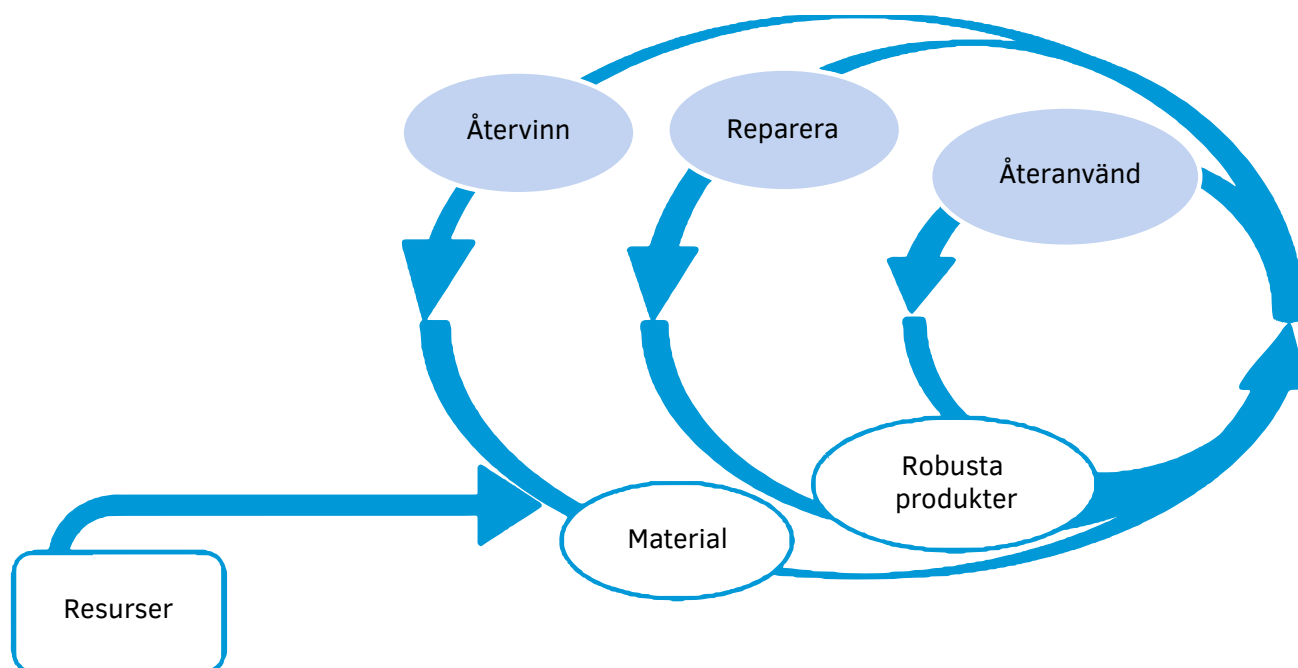 Återvinn
Reparera
Återanvänd
Robusta
produkter
Material
Resurser